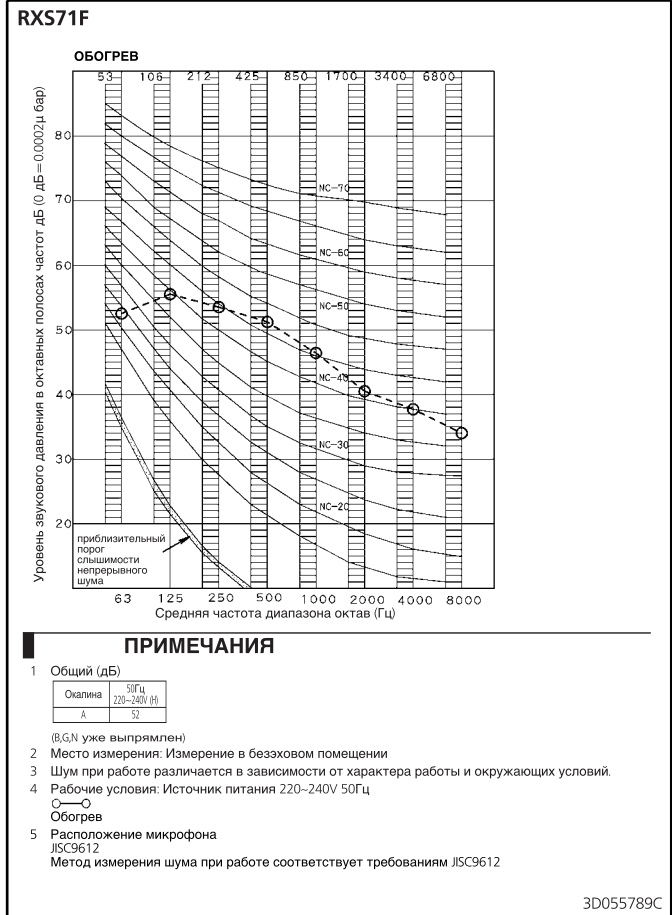 RXS71F
ОБОГРЕВ
53 106 212 425 850 1700 3400 6800
Уровень звукового давления в октавных полосах частот дБ (0 дБ = 0.0002μ бар)
80
70
60
50
40
30
20
NC-70
NC-60
NC-50
NC-40
NC-30
NC-20
приблизительный
порог
слышимости
непрерывного
шума
63 125 250 500 1000 2000 4000 8000
Средняя частота диапазона октав (Гц)
ПРИМЕЧАНИЯ
1 Общий (дБ)
Окалина 50Гц
220~240V (H)
A 52
(B,G,N уже выпрямлен)
2 Место измерения: Измерение в безэховом помещении
3 Шум при работе различается в зависимости от характера работы и окружающих условий.
4 Рабочие условия: Источник питания 220~240V 50Гц
Обогрев
5 Расположение микрофона
JISC9612
Метод измерения шума при работе соответствует требованиям JISC9612
3D055789C